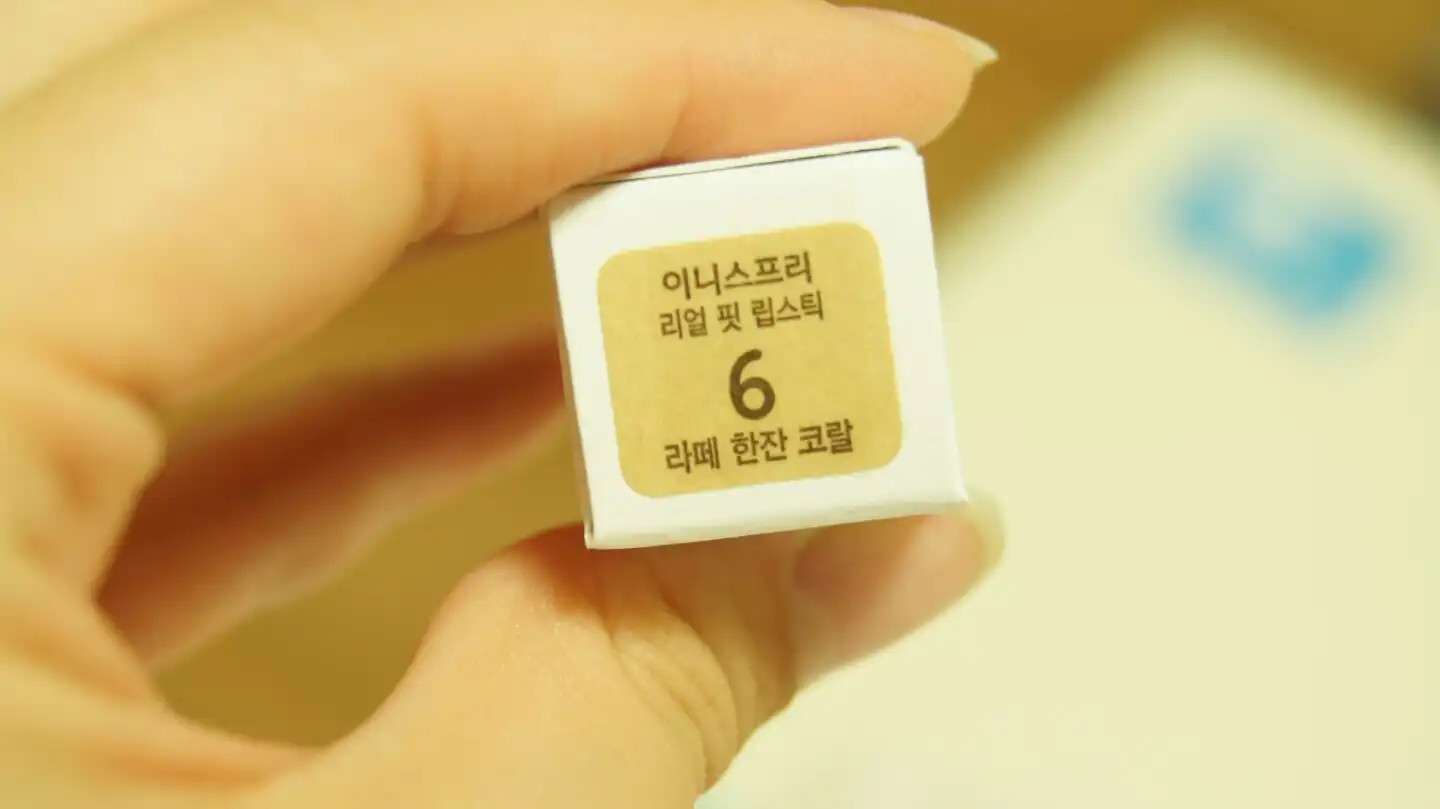 이니스프리
리얼 핏 립스틱
6
라떼 한잔 코랄